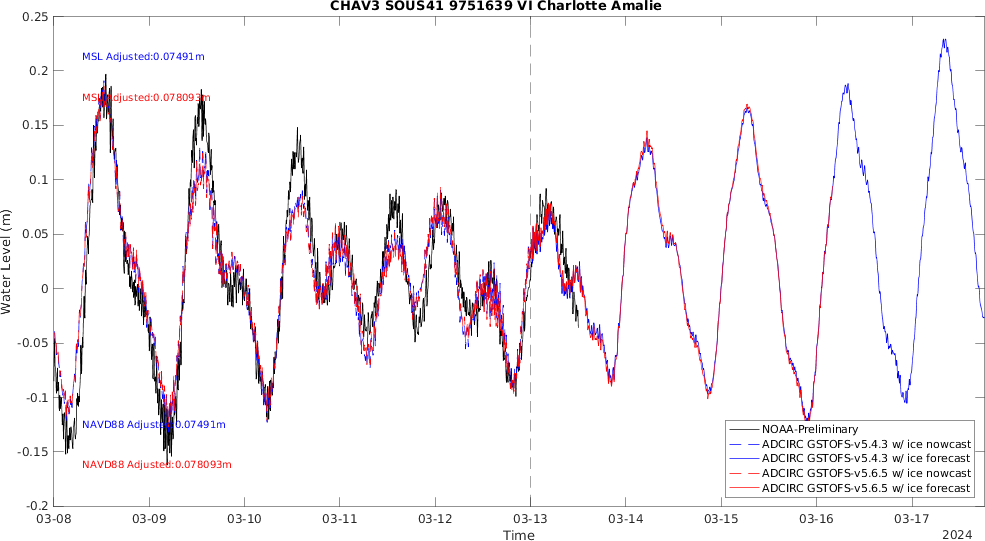 CHAV3 SOUS41 9751639 VI Charlotte Amalie
0.25
0.2
0.15
0.1
0.05
0
-0.05
-0.1
-0.15
-0.2
Water Level (m)
MSL Adjusted:0.07491m
MSL Adjusted:0.078093m
NAVD88 Adjusted:0.07491m
NAVD88 Adjusted:0.078093m
NOAA-Preliminary
ADCIRC GSTOFS-v5.4.3 w/ ice nowcast
ADCIRC GSTOFS-v5.4.3 w/ ice forecast
ADCIRC GSTOFS-v5.6.5 w/ ice nowcast
ADCIRC GSTOFS-v5.6.5 w/ ice forecast
03-08 03-09 03-10 03-11 03-12 03-13 03-14 03-15 03-16 03-17
Time
2024